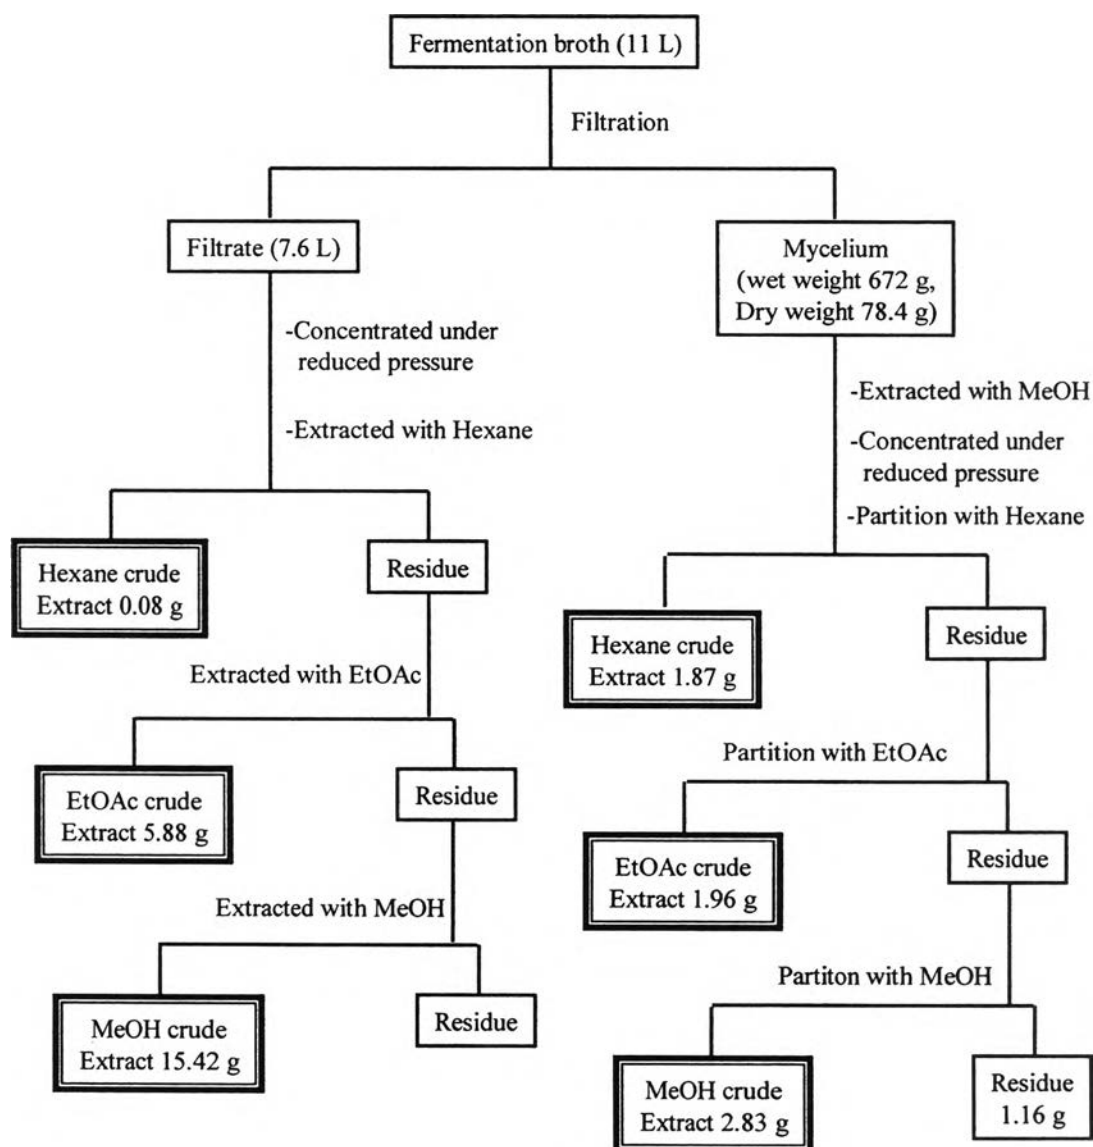 Fermentation broth (11 L)
Filtration
Filtrate (7.6 L)
Mycelium
(wet weight 672 g,
Dry weight 78.4 g)
-Concentrated under
reduced pressure
-Extracted with Hexane
-Extracted with MeOH
-Concentrated under
reduced pressure
-Partition with Hexane
Hexane crude
Extract 0.08 g
Residue
Hexane crude
Extract 1.87 g
Residue
Extracted with EtOAc
Partition with EtOAc
EtOAc crude
Extract 5.88 g
Residue
EtOAc crude
Extract 1.96 g
Residue
Extracted with MeOH
Partiton with MeOH
MeOH crude
Extract 15.42 g
Residue
MeOH crude
Extract 2.83 g
Residue
1.16 g